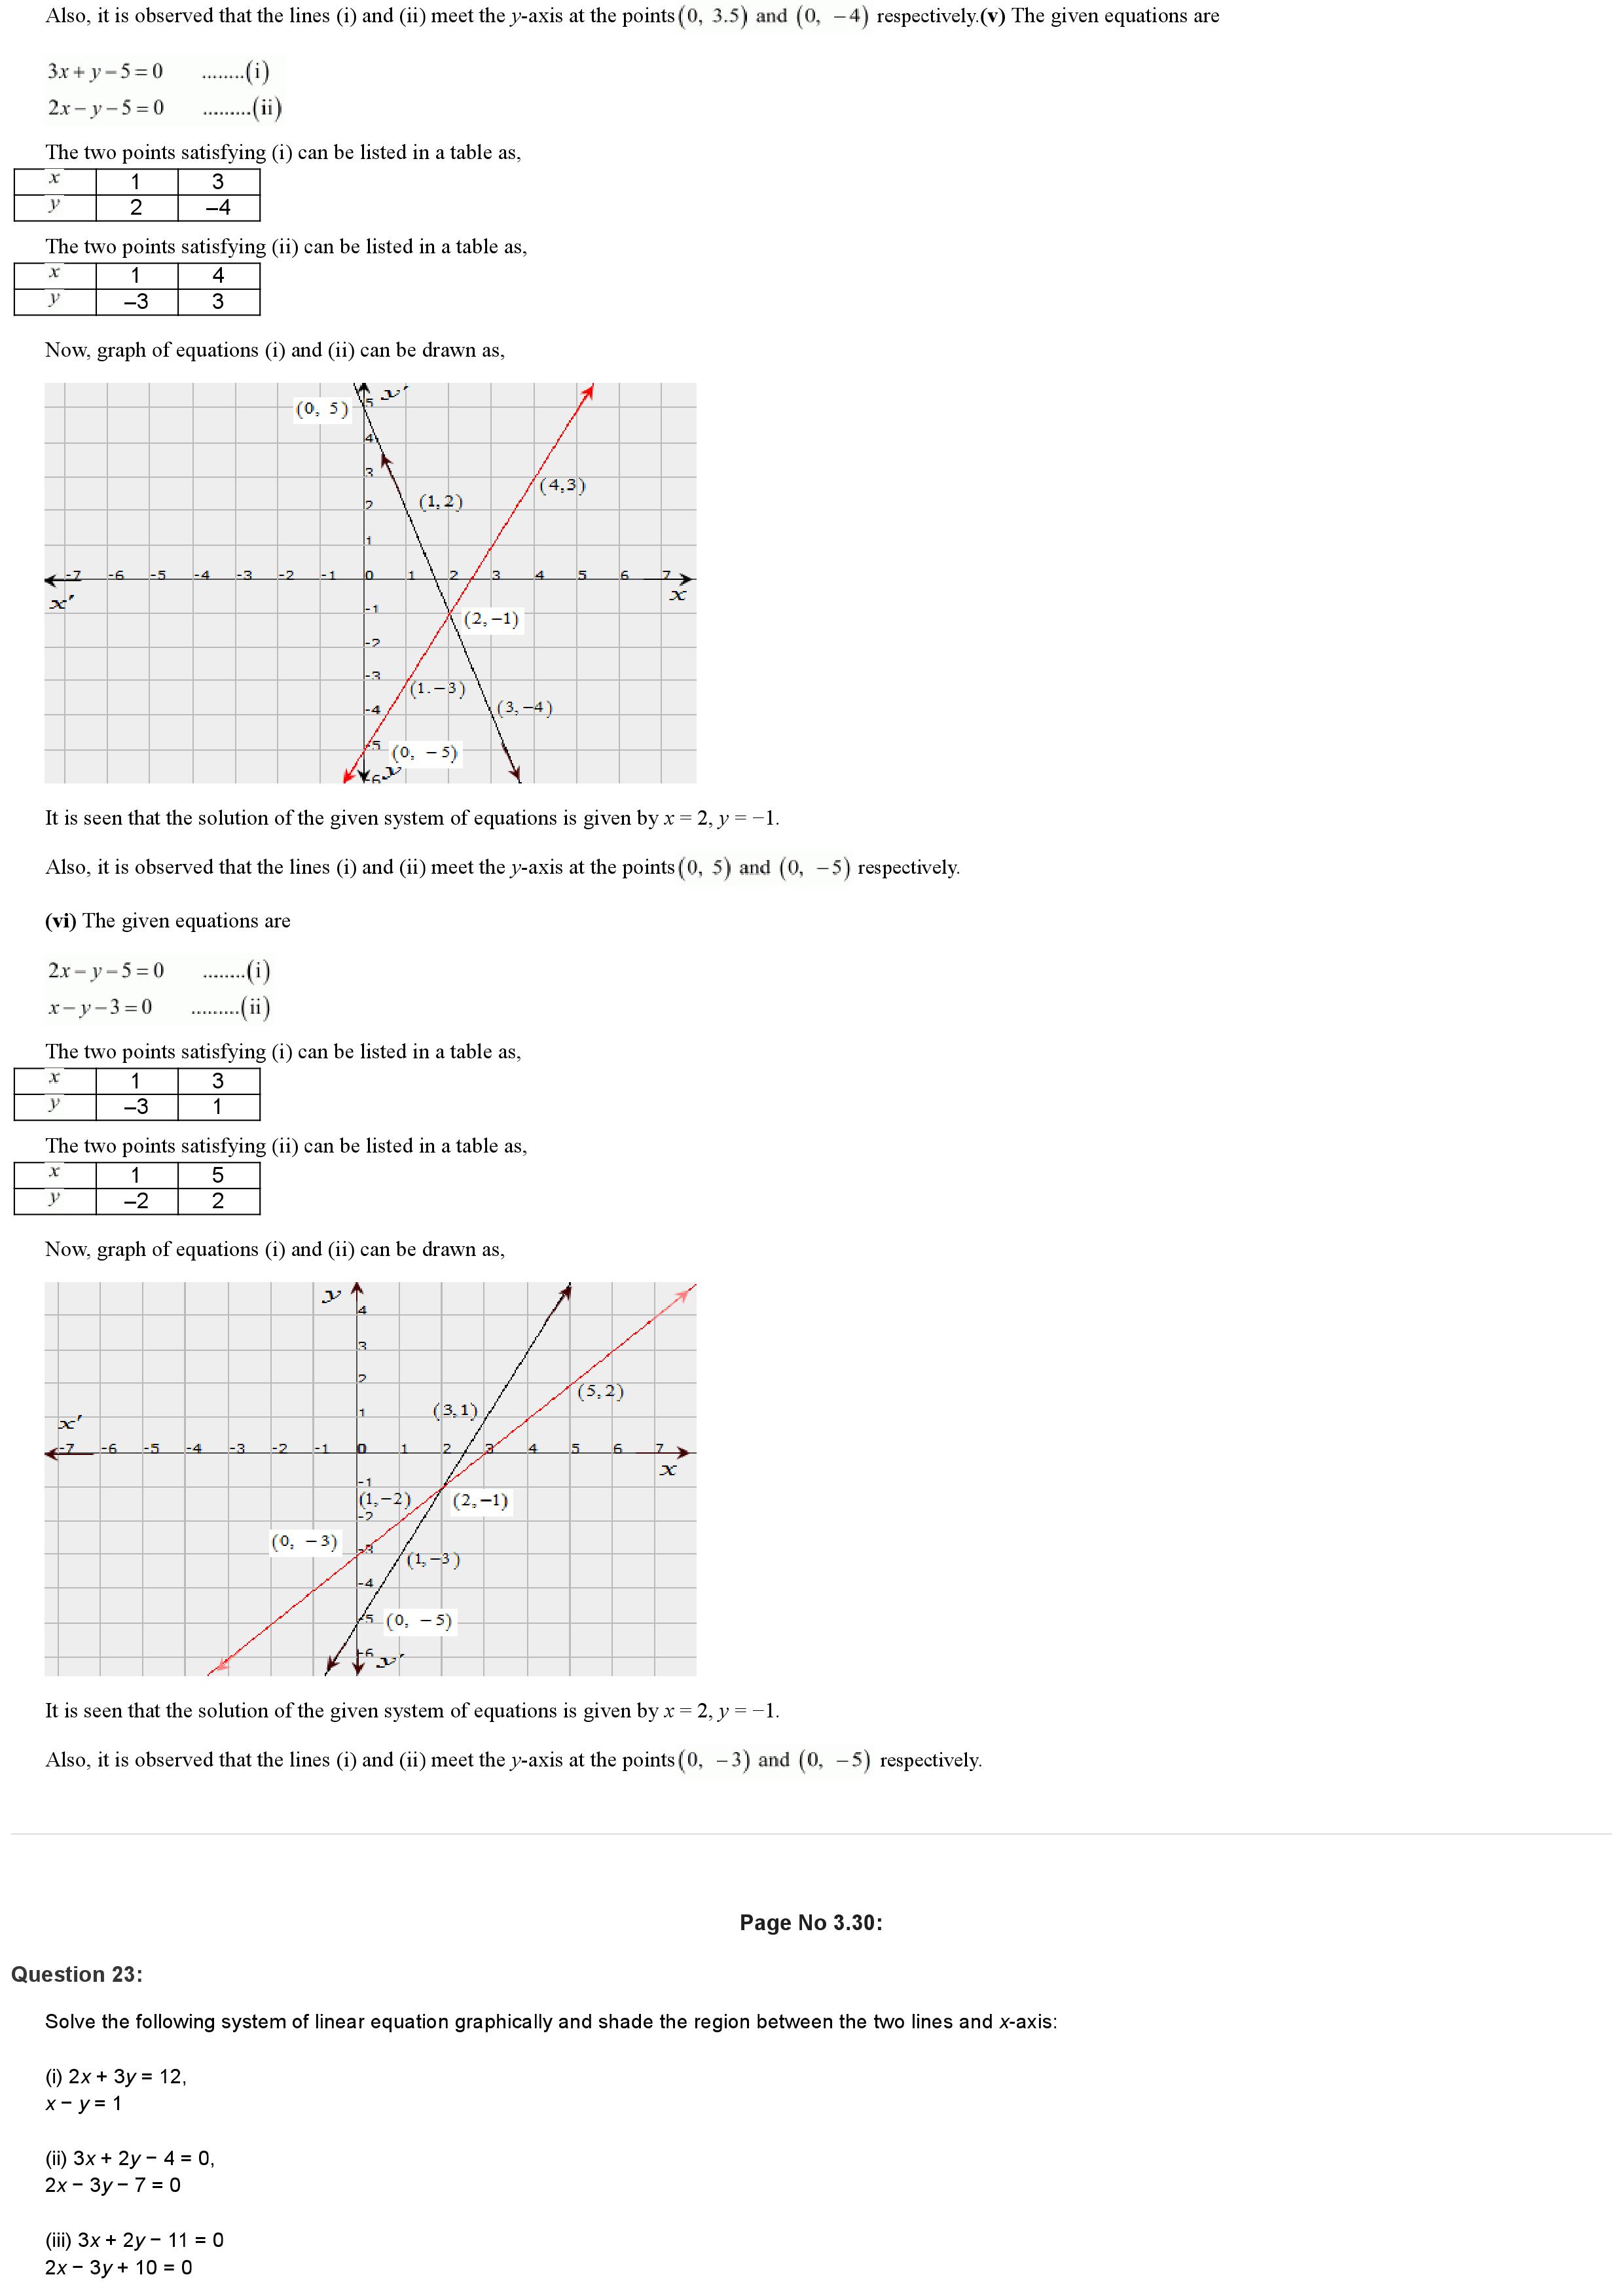 Also, it is observed that the lines (i) and (ii) meet the y-axis at the points (0, 3.5) and (0, −4) respectively.(v) The given equations are
3x + y − 5 = 0 ........(i)
2x − y − 5 = 0 .........(ii)
The two points satisfying (i) can be listed in a table as,
x 1 3
y 2 –4
The two points satisfying (ii) can be listed in a table as,
x 1 4
y –3 3
Now, graph of equations (i) and (ii) can be drawn as,
y′
(0, 5) 5
4
3
(4,3)
2 (1,2)
1
-7 -6 -5 -4 -3 -2 -1 0 1 2 3 4 5 6 7
x′ x
-1
(2,−1)
-2
-3
(1.−3)
-4 (3,−4)
-5 (0, −5)
-6 y
It is seen that the solution of the given system of equations is given by x = 2, y = −1.
Also, it is observed that the lines (i) and (ii) meet the y-axis at the points (0, 5) and (0, −5) respectively.
(vi) The given equations are
2x − y − 5 = 0 ........(i)
x − y − 3 = 0 .........(ii)
The two points satisfying (i) can be listed in a table as,
x 1 3
y –3 1
The two points satisfying (ii) can be listed in a table as,
x 1 5
y –2 2
Now, graph of equations (i) and (ii) can be drawn as,
y
4
3
2
(5,2)
1 (3,1)
x′
-7 -6 -5 -4 -3 -2 -1 0 1 2 3 4 5 6 7
x
-1
(1,−2) (2,−1)
-2
(0, −3)
-3
(1,−3)
-4
-5 (0, −5)
-6 y′
It is seen that the solution of the given system of equations is given by x = 2, y = −1.
Also, it is observed that the lines (i) and (ii) meet the y-axis at the points (0, −3) and (0, −5) respectively.
Page No 3.30:
Question 23:
Solve the following system of linear equation graphically and shade the region between the two lines and x-axis:
(i) 2x + 3y = 12,
x − y = 1
(ii) 3x + 2y − 4 = 0,
2x − 3y − 7 = 0
(iii) 3x + 2y − 11 = 0
2x − 3y + 10 = 0